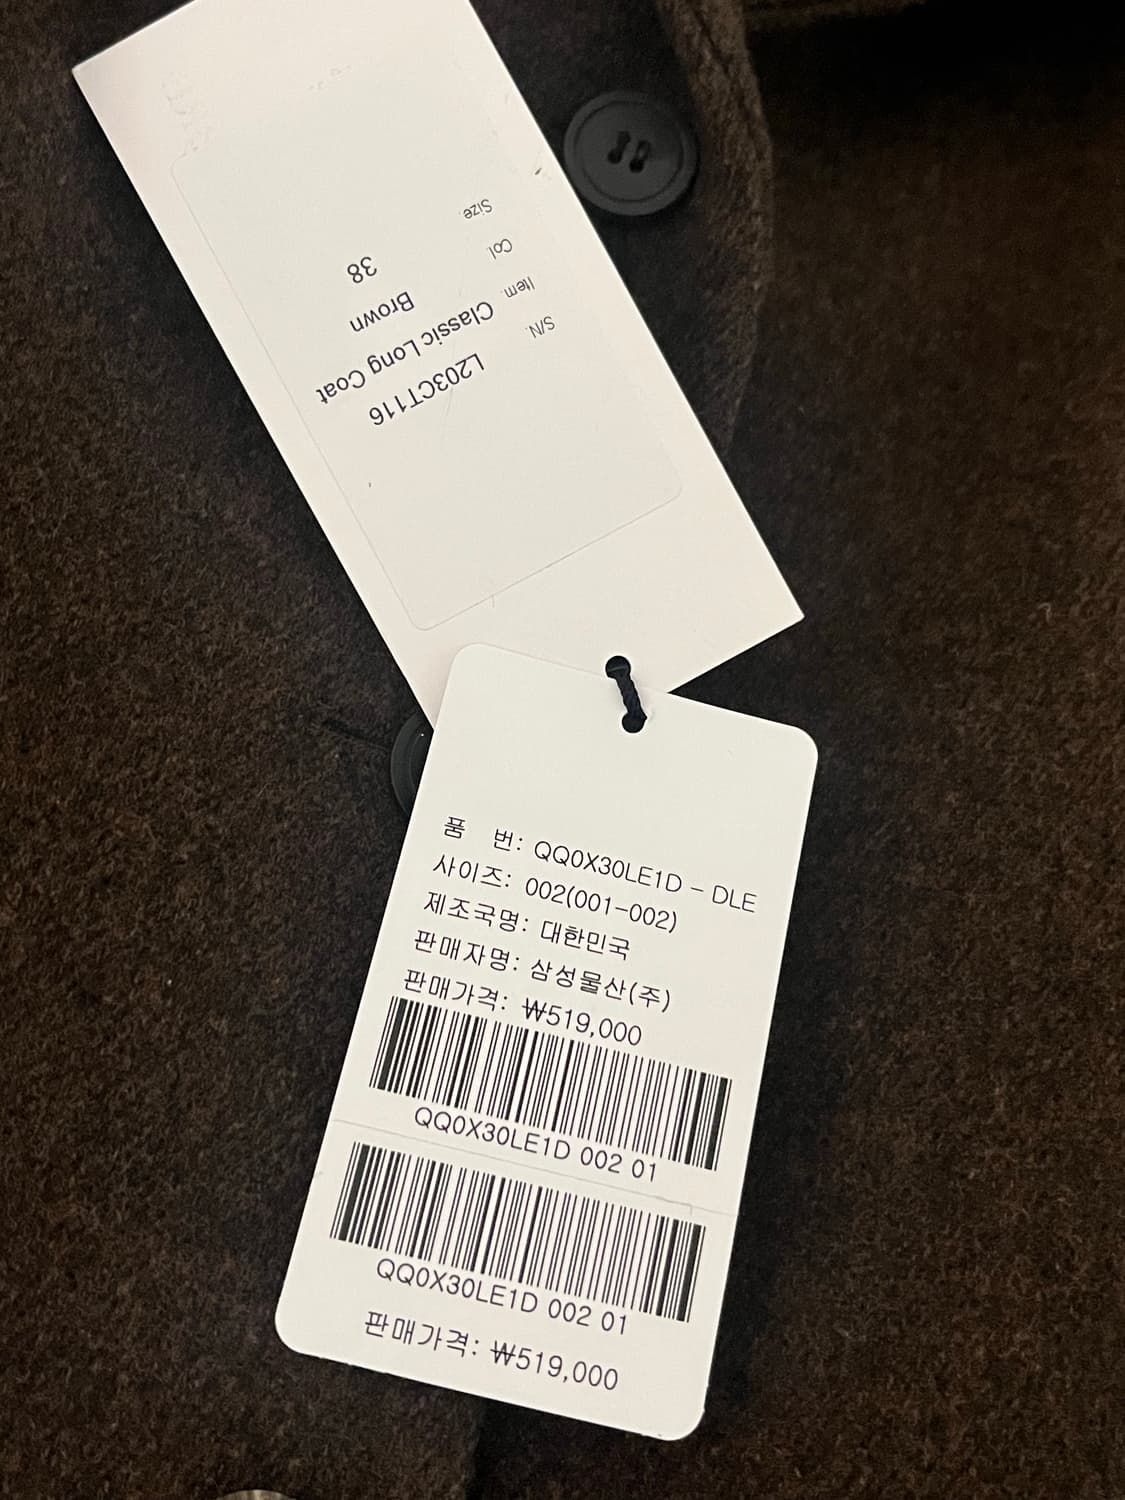 S/N. L203CT116
Item. Classic Long Coat
Col. Brown
Size. 38
품 번: QQ0X30LE1D - DLE
사이즈: 002(001-002)
제조국명: 대한민국
판매자명: 삼성물산(주)
판매가격: ₩519,000
QQ0X30LE1D 002 01
QQ0X30LE1D 002 01
판매가격: ₩519,000